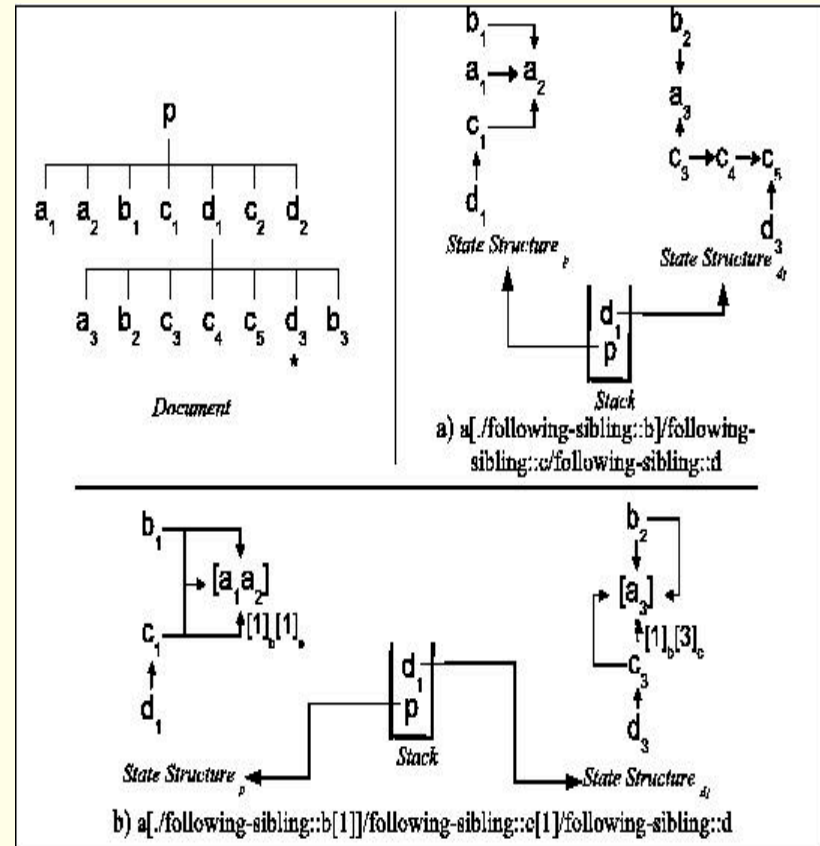 p
a₁ a₂ b₁ c₁ d₁ c₂ d₂
a₃ b₂ c₃ c₄ c₅ d₃ b₃
*
Document
b₁
a₁ a₂
c₁
d₁
State Structure p
b₂
a₃
c₃ c₄ c₅
d₃
State Structure d₁
d₁
p
Stack
a) a[./following-sibling::b]/following-
sibling::c/following-sibling::d
b₁
[a₁a₂]
c₁ [1]b[1]
d₁
State Structure p
d₁
p
Stack
b₂
[a₃]
[1]b[3]c
c₃
d₃
State Structure d₁
b) a[./following-sibling::b[1]]/following-sibling::c[1]/following-sibling::d